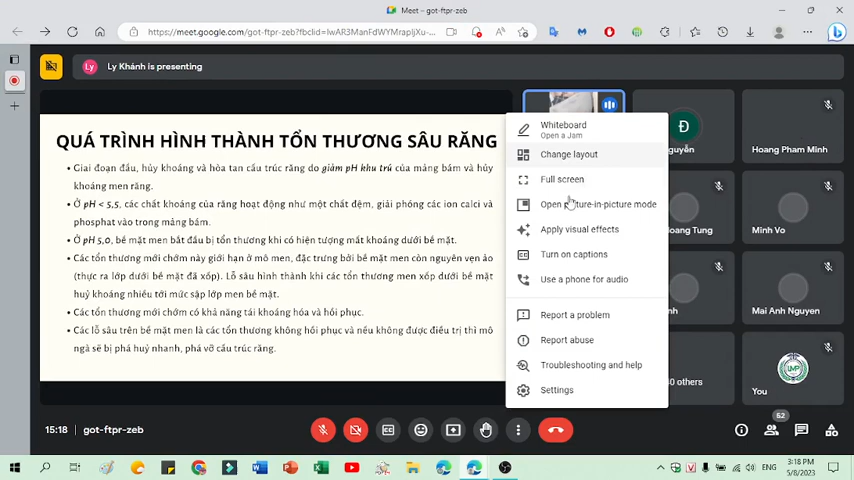 Meet – got-ftpr-zeb
https://meet.google.com/got-ftpr-zeb?fbclid=IwAR3ManFdWYMrapIjXu-...
Ly Khánh is presenting
Ly
QUÁ TRÌNH HÌNH THÀNH TỔN THƯƠNG SÂU RĂNG
Giai đoạn đầu, hủy khoáng và hòa tan cấu trúc răng do giảm pH khu trú của mảng bám và hủy
khoáng men răng.
Ở pH < 5,5, các chất khoáng của răng hoạt động như một chất đệm, giải phóng các ion calci và
phosphat vào trong mảng bám.
Ở pH 5,0, bề mặt men bắt đầu bị tổn thương khi có hiện tượng mất khoáng dưới bề mặt.
Các tổn thương mới chớm này giới hạn ở mô men, đặc trưng bởi bề mặt men còn nguyên vẹn ảo
(thực ra lớp dưới bề mặt đã xốp). Lỗ sâu hình thành khi các tổn thương men xốp dưới bề mặt
huỷ khoáng nhiều tới mức sập lớp men bề mặt.
Các tổn thương mới chớm có khả năng tái khoáng hóa và hồi phục.
Các lỗ sâu trên bề mặt men là các tổn thương không hồi phục và nếu không được điều trị thì mô
ngà sẽ bị phá huỷ nhanh, phá vỡ cấu trúc răng.
Whiteboard
Open a Jam
Change layout
Full screen
Open picture-in-picture mode
Apply visual effects
Turn on captions
Use a phone for audio
Report a problem
Report abuse
Troubleshooting and help
Settings
Đ
guyễn
Hoang Pham Minh
oang Tung
Minh Vo
nh
Mai Anh Nguyen
30 others
You
15:18
got-ftpr-zeb
62
ENG
3:18 PM
5/8/2023